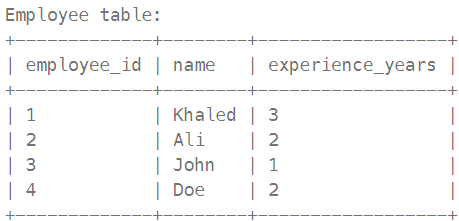 Employee table:
+-------------+--------+------------------+
| employee_id | name   | experience_years |
+-------------+--------+------------------+
| 1           | Khaled | 3                |
| 2           | Ali    | 2                |
| 3           | John   | 1                |
| 4           | Doe    | 2                |
+-------------+--------+------------------+